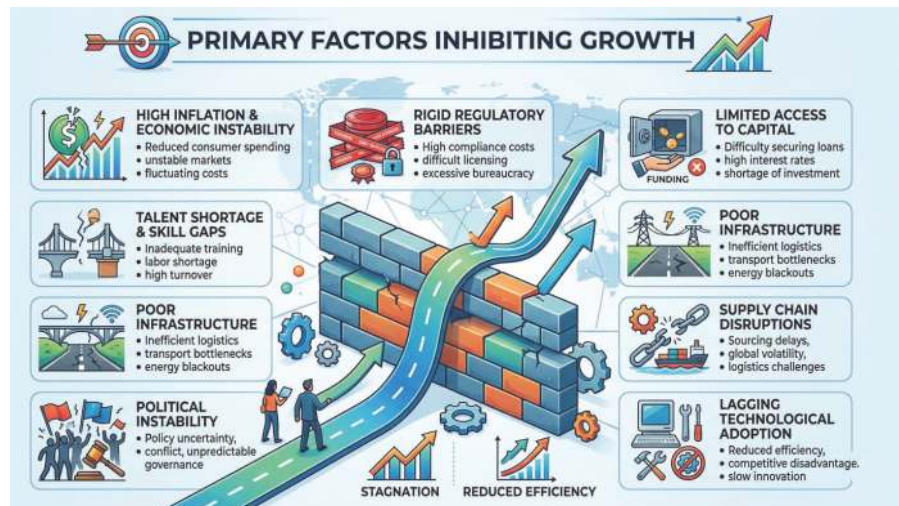 PRIMARY FACTORS INHIBITING GROWTH
HIGH INFLATION &
ECONOMIC INSTABILITY
• Reduced consumer spending
• unstable markets
• fluctuating costs
RIGID REGULATORY
BARRIERS
• High compliance costs
• difficult licensing
• excessive bureaucracy
FUNDING
LIMITED ACCESS
TO CAPITAL
• Difficulty securing loans
• high interest rates
• shortage of investment
TALENT SHORTAGE
& SKILL GAPS
• Inadequate training
• labor shortage
• high turnover
POOR
INFRASTRUCTURE
• Inefficient logistics
• transport bottlenecks
• energy blackouts
POOR
INFRASTRUCTURE
• Inefficient logistics
• transport bottlenecks
• energy blackouts
SUPPLY CHAIN
DISRUPTIONS
• Sourcing delays,
• global volatility,
• logistics challenges
POLITICAL
INSTABILITY
• Policy uncertainty,
• conflict, unpredictable
governance
LAGGING
TECHNOLOGICAL
ADOPTION
• Reduced efficiency,
• competitive disadvantage.
• slow innovation
STAGNATION
REDUCED EFFICIENCY